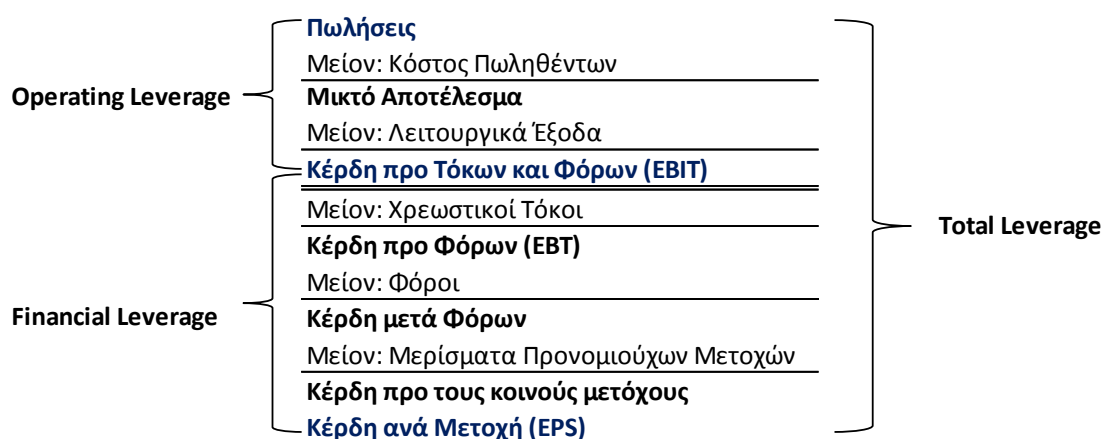 Πωλήσεις
Μείον: Κόστος Πωληθέντων
Operating Leverage
Μικτό Αποτέλεσμα
Μείον: Λειτουργικά Έξοδα
Κέρδη προ Τόκων και Φόρων (EBIT)
Μείον: Χρεωστικοί Τόκοι
Total Leverage
Κέρδη προ Φόρων (EBT)
Μείον: Φόροι
Financial Leverage
Κέρδη μετά Φόρων
Μείον: Μερίσματα Προνομιούχων Μετοχών
Κέρδη προ τους κοινούς μετόχους
Κέρδη ανά Μετοχή (EPS)